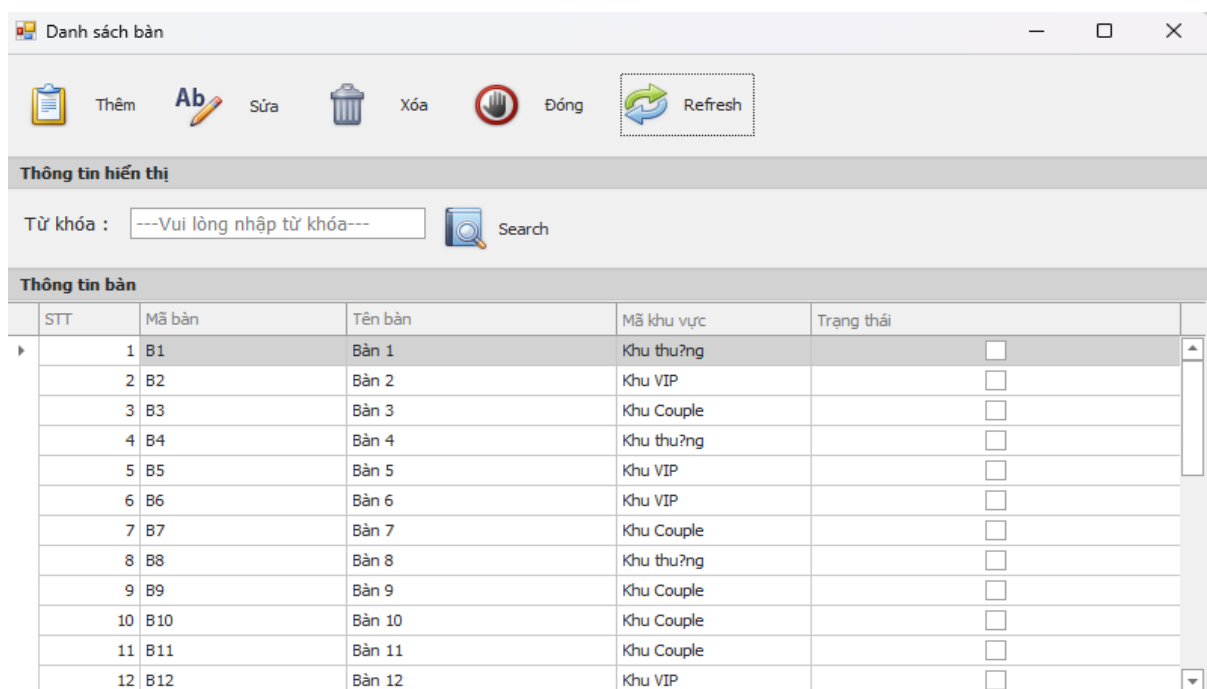 Danh sách bàn
Thêm Sửa Xóa Đóng Refresh
Thông tin hiển thị
Từ khóa : ---Vui lòng nhập từ khóa--- Search
Thông tin bàn
STT Mã bàn Tên bàn Mã khu vực Trạng thái
1 B1 Bàn 1 Khu thu?ng
2 B2 Bàn 2 Khu VIP
3 B3 Bàn 3 Khu Couple
4 B4 Bàn 4 Khu thu?ng
5 B5 Bàn 5 Khu VIP
6 B6 Bàn 6 Khu VIP
7 B7 Bàn 7 Khu Couple
8 B8 Bàn 8 Khu thu?ng
9 B9 Bàn 9 Khu Couple
10 B10 Bàn 10 Khu Couple
11 B11 Bàn 11 Khu Couple
12 B12 Bàn 12 Khu VIP